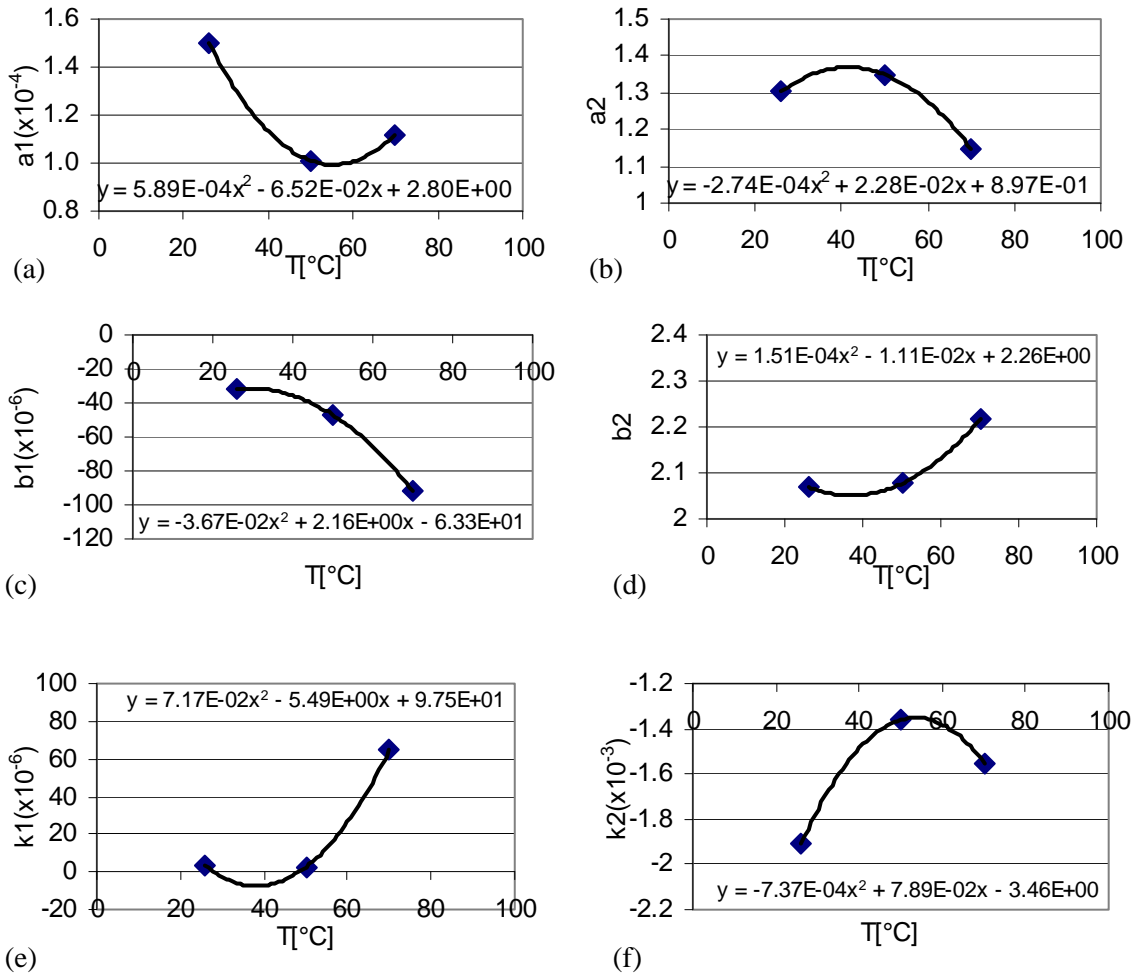 1.6
1.4
1.2
1.0
0.8
a1(x10⁻⁴)
y = 5.89E-04x² - 6.52E-02x + 2.80E+00
0 20 40 60 80 100
T[°C]
(a)
1.5
1.4
1.3
1.2
1.1
1
a2
y = -2.74E-04x² + 2.28E-02x + 8.97E-01
0 20 40 60 80 100
T[°C]
(b)
0
-20
-40
-60
-80
-100
-120
b1(x10⁻⁶)
0 20 40 60 80 100
y = -3.67E-02x² + 2.16E+00x - 6.33E+01
T[°C]
(c)
2.4
2.3
2.2
2.1
2
b2
y = 1.51E-04x² - 1.11E-02x + 2.26E+00
0 20 40 60 80 100
T[°C]
(d)
100
80
60
40
20
0
-20
k1(x10⁻⁶)
y = 7.17E-02x² - 5.49E+00x + 9.75E+01
0 20 40 60 80 100
T[°C]
(e)
-1.2
-1.4
-1.6
-1.8
-2
-2.2
k2(x10⁻³)
0 20 40 60 80 100
y = -7.37E-04x² + 7.89E-02x - 3.46E+00
T[°C]
(f)